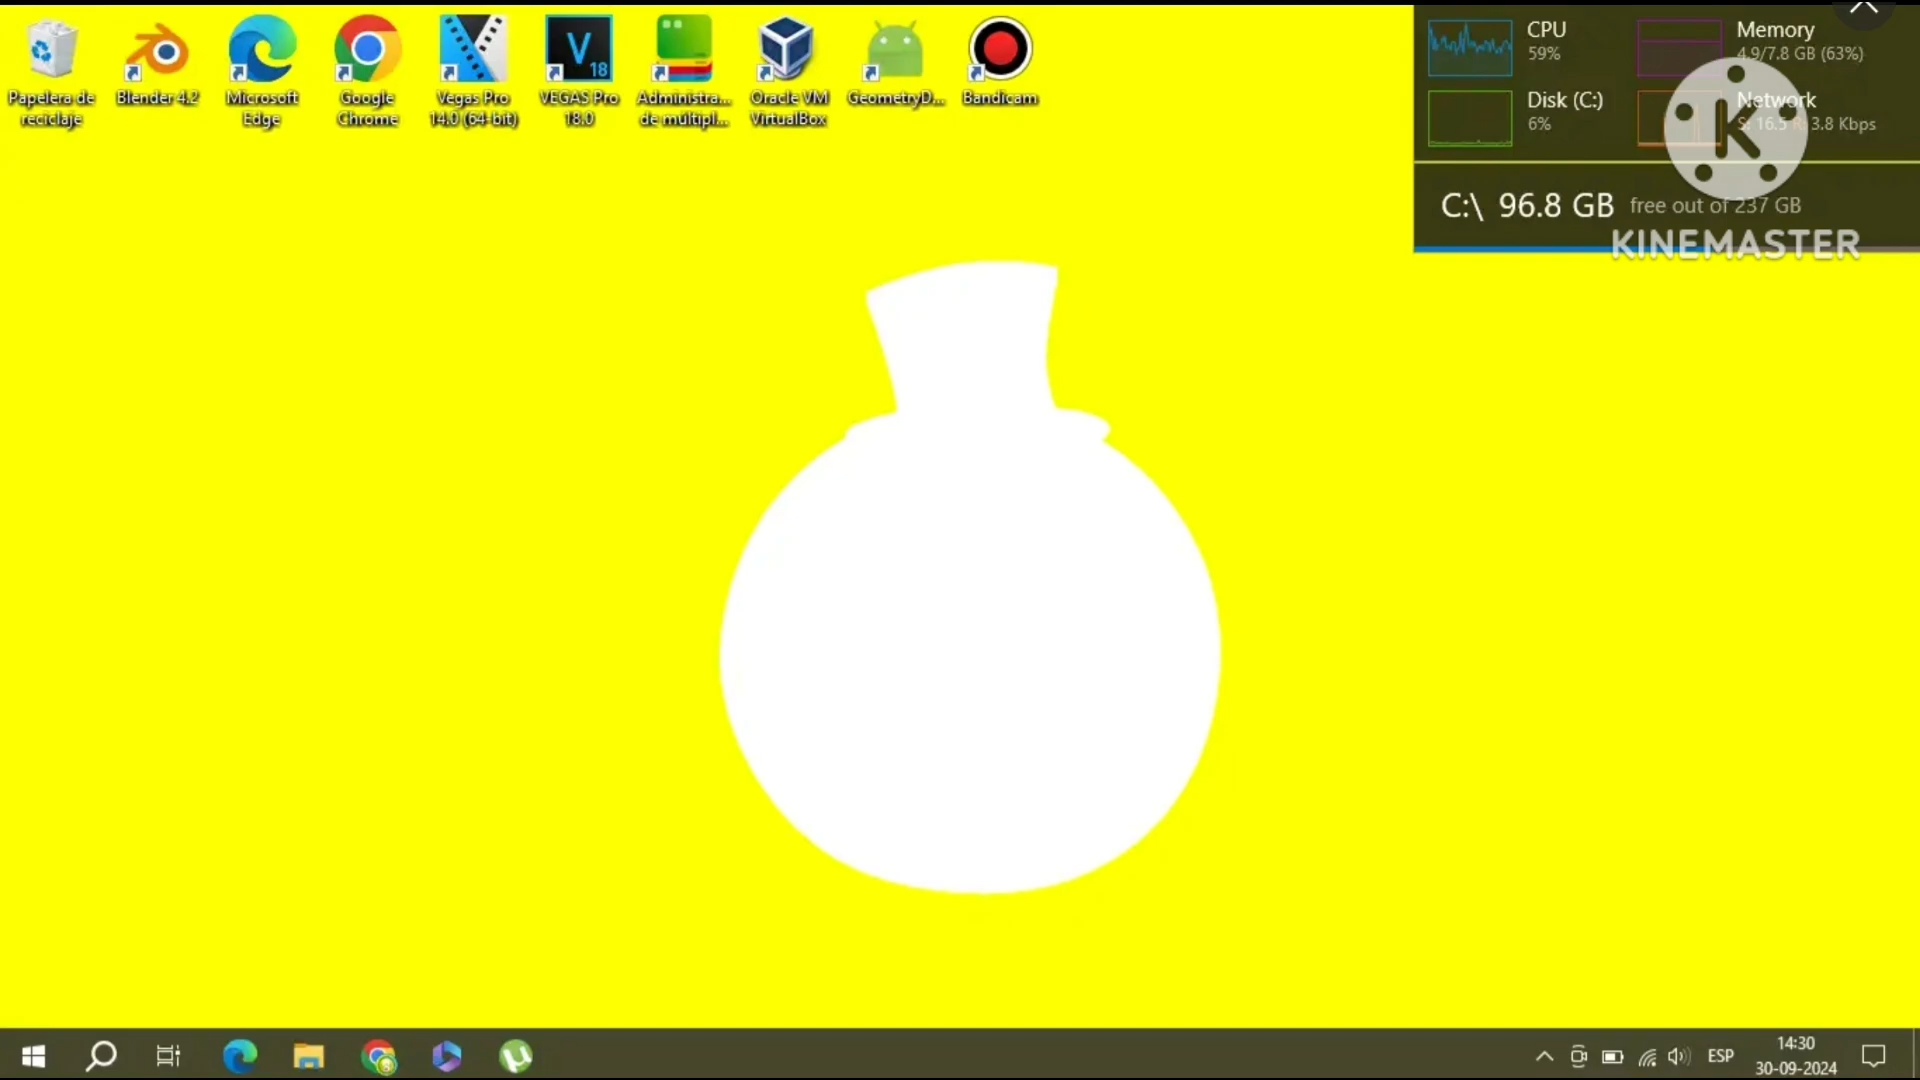 Papelera de
reciclaje
Blender 4.2
Microsoft
Edge
Google
Chrome
Vegas Pro
14.0 (64-bit)
V
18
VEGAS Pro
18.0
Administra...
de múltipl...
Oracle VM
VirtualBox
GeometryD...
Bandicam
CPU
59%
Memory
4.9/7.8 GB (63%)
Disk (C:)
6%
Network
S: 16.5 R: 3.8 Kbps
K
C:\ 96.8 GB free out of 237 GB
KINEMASTER
ESP
14:30
30-09-2024